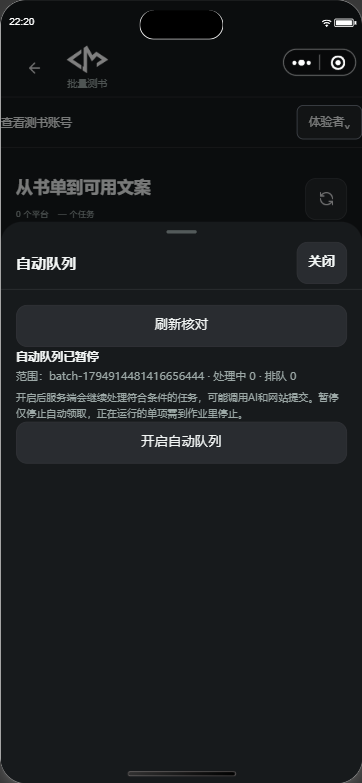 22:20
批量测书
查看测书账号
体验者
从书单到可用文案
0 个平台 一 个任务
自动队列
关闭
刷新核对
自动队列已暂停
范围：batch-1794914481416656444 · 处理中 0 · 排队 0
开启后服务端会继续处理符合条件的任务，可能调用AI和网站提交。暂停
仅停止自动领取，正在运行的单项需到作业里停止。
开启自动队列